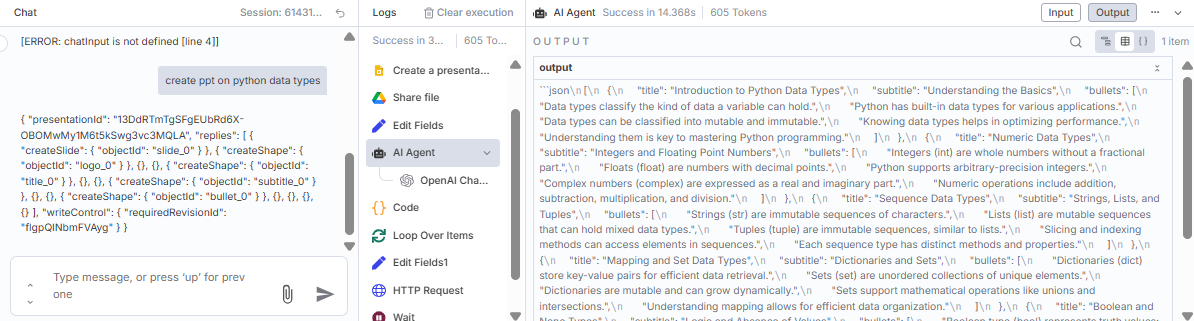 Chat
Session: 61431...
[ERROR: chatInput is not defined [line 4]]
create ppt on python data types
{ "presentationId": "13DdRTmTgSFgEUbRd6X-
OBOMwMy1M6t5kSwg3vc3MQLA", "replies": [ {
"createSlide": { "objectId": "slide_0" } }, { "createShape": {
"objectId": "logo_0" } }, {}, {}, { "createShape": { "objectId":
"title_0" } }, {}, {}, { "createShape": { "objectId": "subtitle_0" }
}, {}, {}, { "createShape": { "objectId": "bullet_0" } }, {}, {}, {},
{} ], "writeControl": { "requiredRevisionId":
"flgpQINbmFVAyg" } }
Type message, or press 'up' for prev
one
Logs
Clear execution
Success in 3...
605 To...
Create a presenta...
Share file
Edit Fields
AI Agent
OpenAI Cha...
Code
Loop Over Items
Edit Fields1
HTTP Request
Wait
AI Agent
Success in 14.368s
605 Tokens
Input
Output
OUTPUT
1 item
output
```json\n[\n {\n "title": "Introduction to Python Data Types",\n "subtitle": "Understanding the Basics",\n "bullets": [\n
"Data types classify the kind of data a variable can hold.",\n "Python has built-in data types for various applications.",\n
"Data types can be classified into mutable and immutable.",\n "Knowing data types helps in optimizing performance.",\n
"Understanding them is key to mastering Python programming."\n ]\n },\n {\n "title": "Numeric Data Types",\n
"subtitle": "Integers and Floating Point Numbers",\n "bullets": [\n "Integers (int) are whole numbers without a fractional
part.",\n "Floats (float) are numbers with decimal points.",\n "Python supports arbitrary-precision integers.",\n
"Complex numbers (complex) are expressed as a real and imaginary part.",\n "Numeric operations include addition,
subtraction, multiplication, and division."\n ]\n },\n {\n "title": "Sequence Data Types",\n "subtitle": "Strings, Lists, and
Tuples",\n "bullets": [\n "Strings (str) are immutable sequences of characters.",\n "Lists (list) are mutable sequences
that can hold mixed data types.",\n "Tuples (tuple) are immutable sequences, similar to lists.",\n "Slicing and indexing
methods can access elements in sequences.",\n "Each sequence type has distinct methods and properties."\n ]\n },\n
{\n "title": "Mapping and Set Data Types",\n "subtitle": "Dictionaries and Sets",\n "bullets": [\n "Dictionaries (dict)
store key-value pairs for efficient data retrieval.",\n "Sets (set) are unordered collections of unique elements.",\n
"Dictionaries are mutable and can grow dynamically.",\n "Sets support mathematical operations like unions and
intersections.",\n "Understanding mapping allows for efficient data organization."\n ]\n },\n {\n "title": "Boolean and
None Types",\n "subtitle": "Logic and Absence of Values",\n "bullets": [\n "Boolean type (bool) represents truth values: